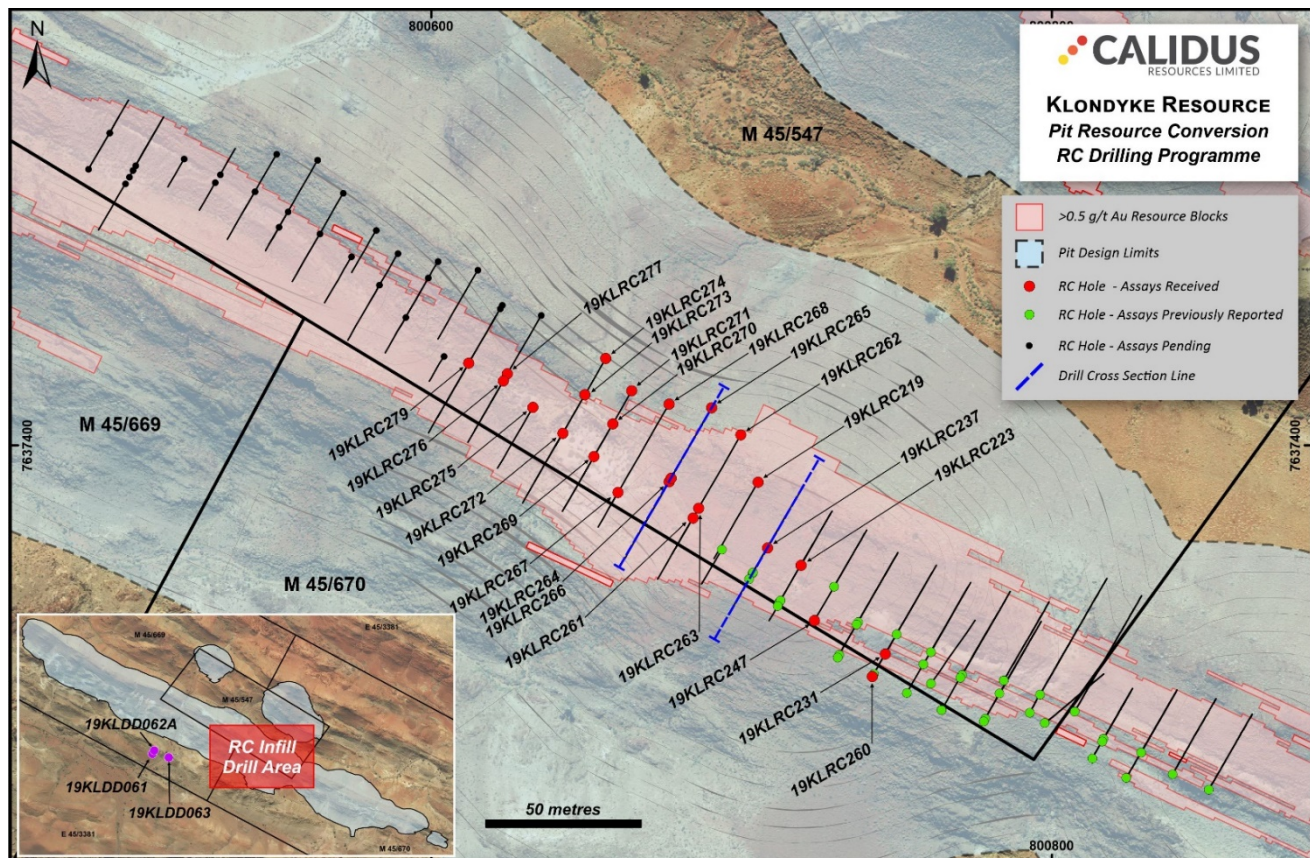 N
800600
CALIDUS
RESOURCES LIMITED
KLONDYKE RESOURCE
Pit Resource Conversion
RC Drilling Programme
M 45/547
>0.5 g/t Au Resource Blocks
Pit Design Limits
RC Hole - Assays Received
RC Hole - Assays Previously Reported
RC Hole - Assays Pending
Drill Cross Section Line
19KLRC277
19KLRC274
19KLRC273
19KLRC271
19KLRC270
19KLRC268
19KLRC265
19KLRC262
19KLRC219
19KLRC237
19KLRC223
7637400
7637400
M 45/669
M 45/670
19KLRC279
19KLRC276
19KLRC275
19KLRC272
19KLRC269
19KLRC267
19KLRC264
19KLRC266
19KLRC261
19KLRC263
19KLRC247
19KLRC231
19KLRC260
M 45/669
E 45/3381
M 45/547
19KLDD062A
RC Infill
Drill Area
19KLDD061
19KLDD063
E 45/3381
M 45/670
50 metres
800800